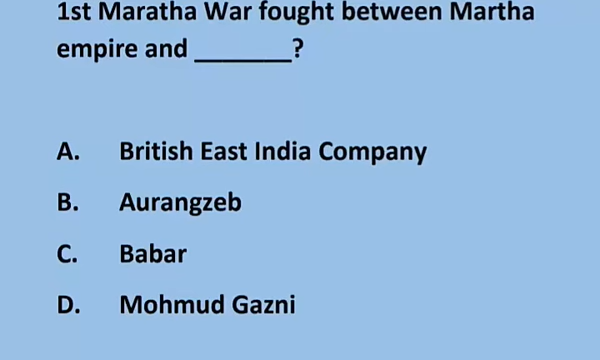 1st Maratha War fought between Martha
empire and _______?
A. British East India Company
B. Aurangzeb
C. Babar
D. Mohmud Gazni